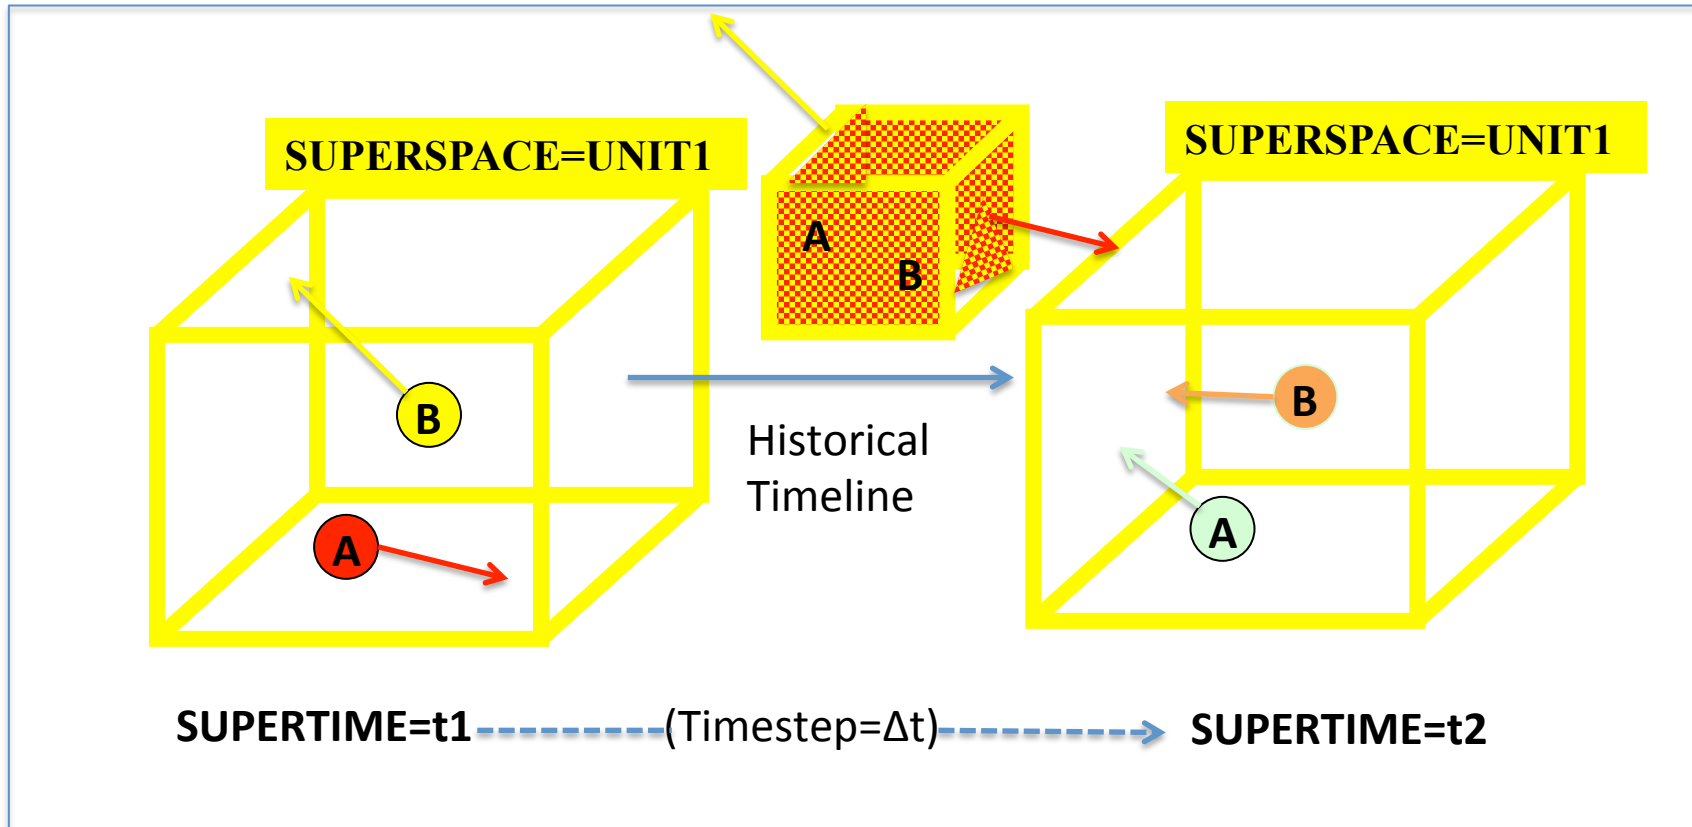 SUPERSPACE=UNIT1
SUPERSPACE=UNIT1
A
B
B
A
B
A
Historical
Timeline
SUPERTIME=t1
(Timestep=Δt)
SUPERTIME=t2